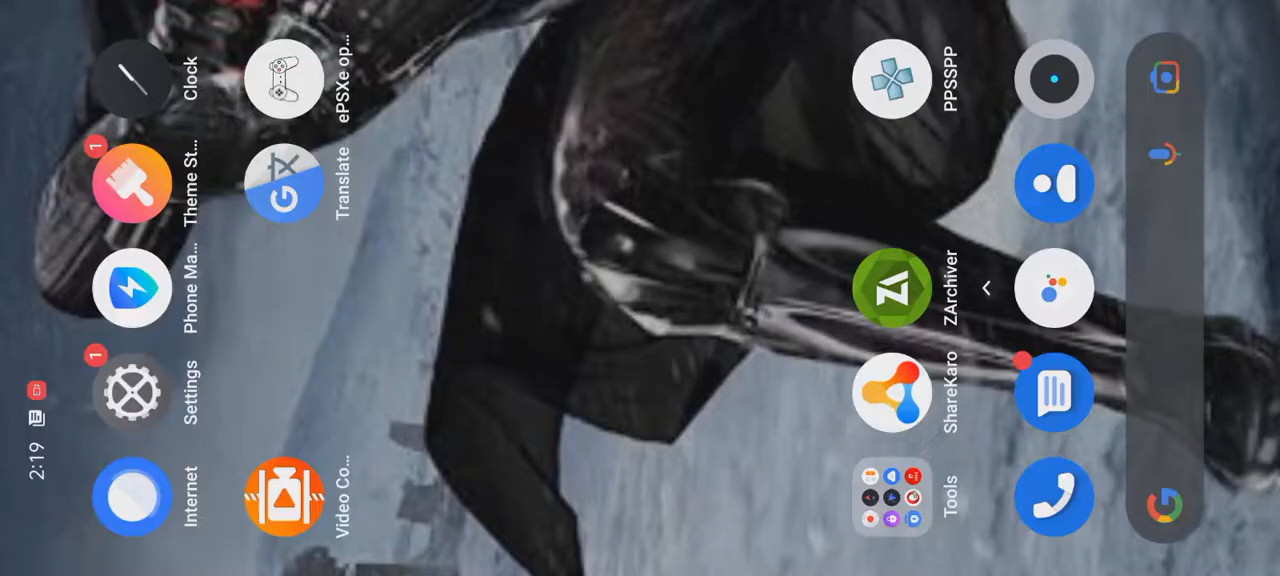 2:19
Internet
Settings
1
Phone Ma...
Theme St...
1
Clock
Video Co...
Translate
ePSXe op...
Tools
ShareKaro
ZArchiver
PPSSPP